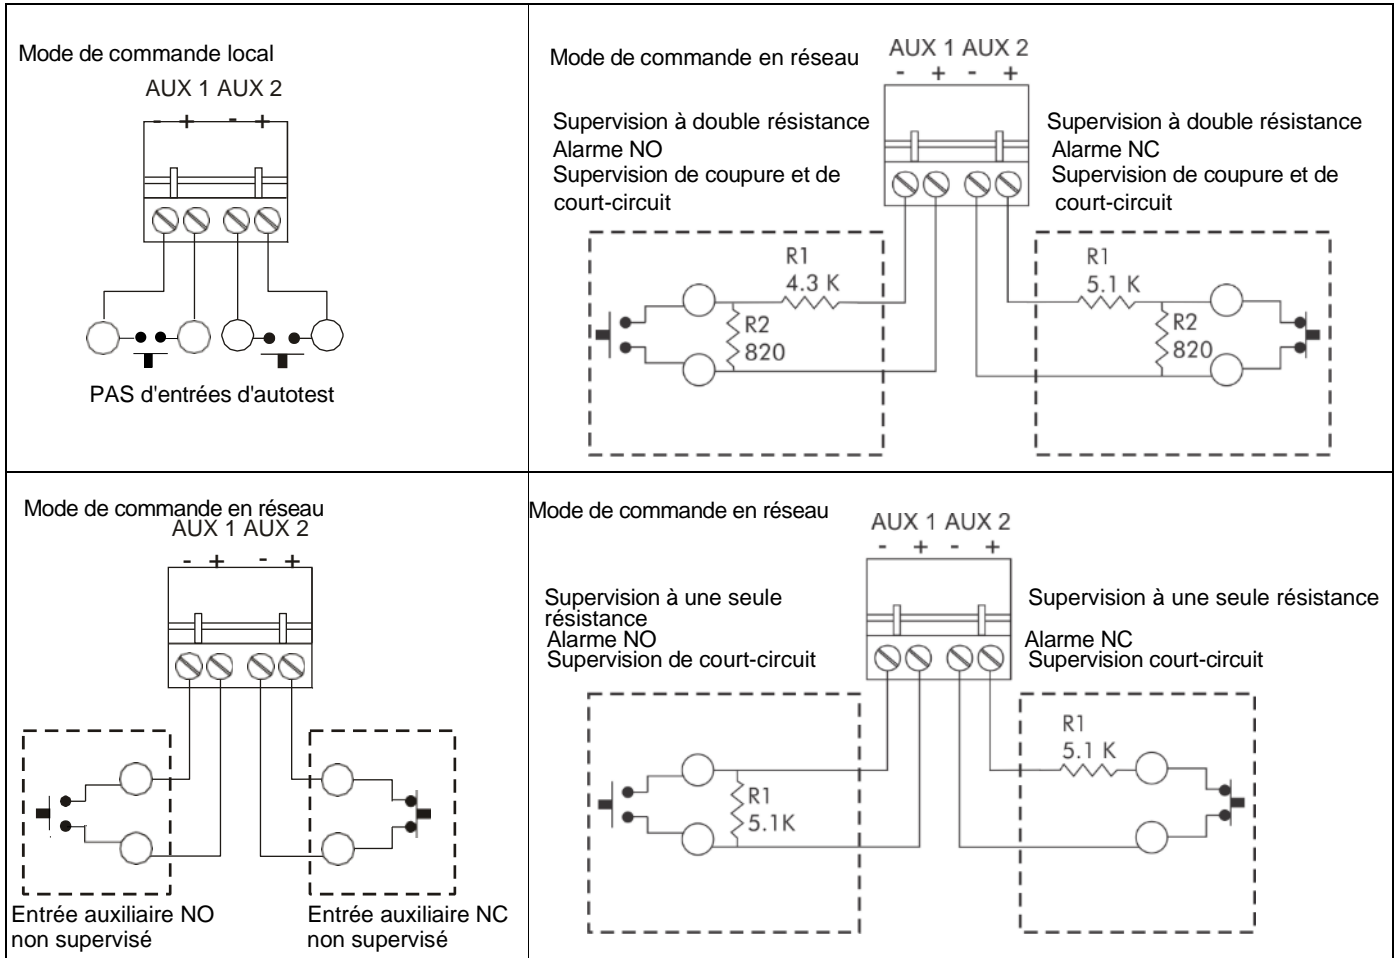 Mode de commande local
AUX 1 AUX 2
- + - +
PAS d'entrées d'autotest
Mode de commande en réseau
AUX 1 AUX 2
- + - +
Supervision à double résistance
Alarme NO
Supervision de coupure et de
court-circuit
Supervision à double résistance
Alarme NC
Supervision de coupure et de
court-circuit
R1
4.3 K
R2
820
R1
5.1 K
R2
820
Mode de commande en réseau
AUX 1 AUX 2
- + - +
Entrée auxiliaire NO
non supervisé
Entrée auxiliaire NC
non supervisé
Mode de commande en réseau
AUX 1 AUX 2
- + - +
Supervision à une seule
résistance
Alarme NO
Supervision de court-circuit
Supervision à une seule résistance
Alarme NC
Supervision court-circuit
R1
5.1K
R1
5.1 K